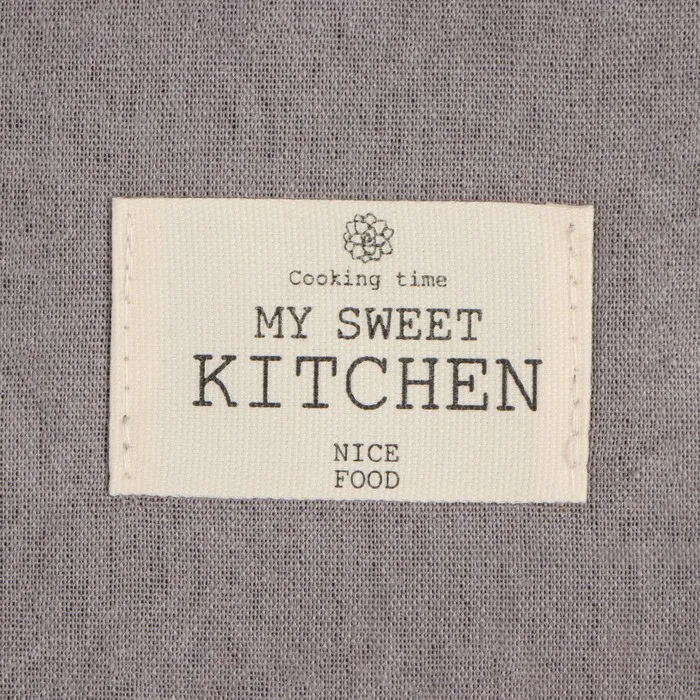 Cooking time
MY SWEET
KITCHEN
NICE
FOOD